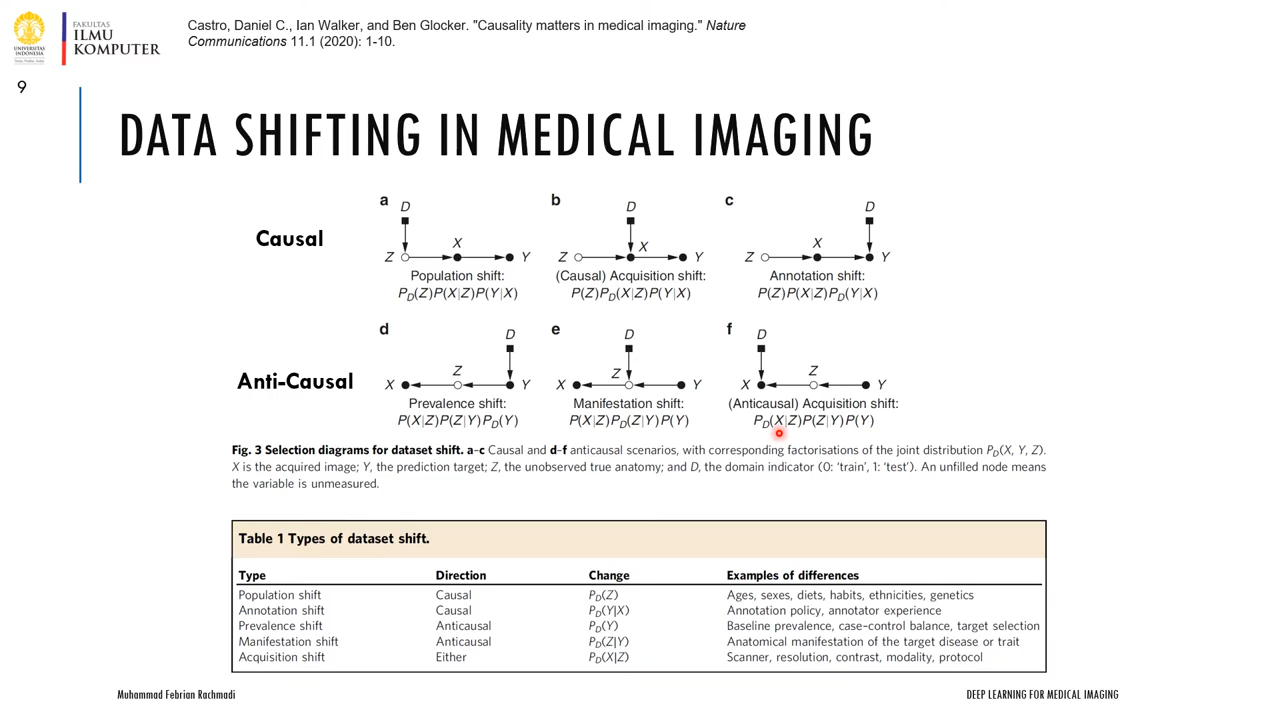 UNIVERSITAS
INDONESIA
FAKULTAS
ILMU
KOMPUTER
Castro, Daniel C., Ian Walker, and Ben Glocker. "Causality matters in medical imaging." Nature
Communications 11.1 (2020): 1-10.
9
DATA SHIFTING IN MEDICAL IMAGING
Causal
a
D
Z
X
Y
Population shift:
P_D(Z)P(X|Z)P(Y|X)
b
D
Z
X
Y
(Causal) Acquisition shift:
P(Z)P_D(X|Z)P(Y|X)
c
D
Z
X
Y
Annotation shift:
P(Z)P(X|Z)P_D(Y|X)
Anti-Causal
d
D
X
Z
Y
Prevalence shift:
P(X|Z)P(Z|Y)P_D(Y)
e
D
X
Z
Y
Manifestation shift:
P(X|Z)P_D(Z|Y)P(Y)
f
D
X
Z
Y
(Anticausal) Acquisition shift:
P_D(X|Z)P(Z|Y)P(Y)
Fig. 3 Selection diagrams for dataset shift. a–c Causal and d–f anticausal scenarios, with corresponding factorisations of the joint distribution P_D(X, Y, Z).
X is the acquired image; Y, the prediction target; Z, the unobserved true anatomy; and D, the domain indicator (0: 'train', 1: 'test'). An unfilled node means
the variable is unmeasured.
Table 1 Types of dataset shift.
Type Direction Change Examples of differences
Population shift Causal P_D(Z) Ages, sexes, diets, habits, ethnicities, genetics
Annotation shift Causal P_D(Y|X) Annotation policy, annotator experience
Prevalence shift Anticausal P_D(Y) Baseline prevalence, case–control balance, target selection
Manifestation shift Anticausal P_D(Z|Y) Anatomical manifestation of the target disease or trait
Acquisition shift Either P_D(X|Z) Scanner, resolution, contrast, modality, protocol
Muhammad Febrian Rachmadi
DEEP LEARNING FOR MEDICAL IMAGING